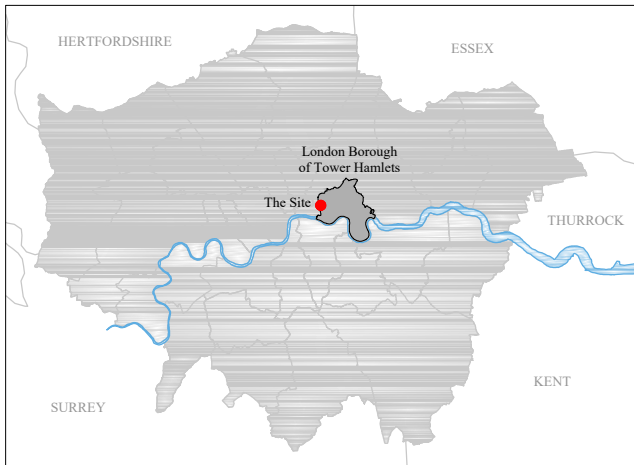 HERTFORDSHIRE
ESSEX
London Borough
of Tower Hamlets
The Site
THURROCK
KENT
SURREY